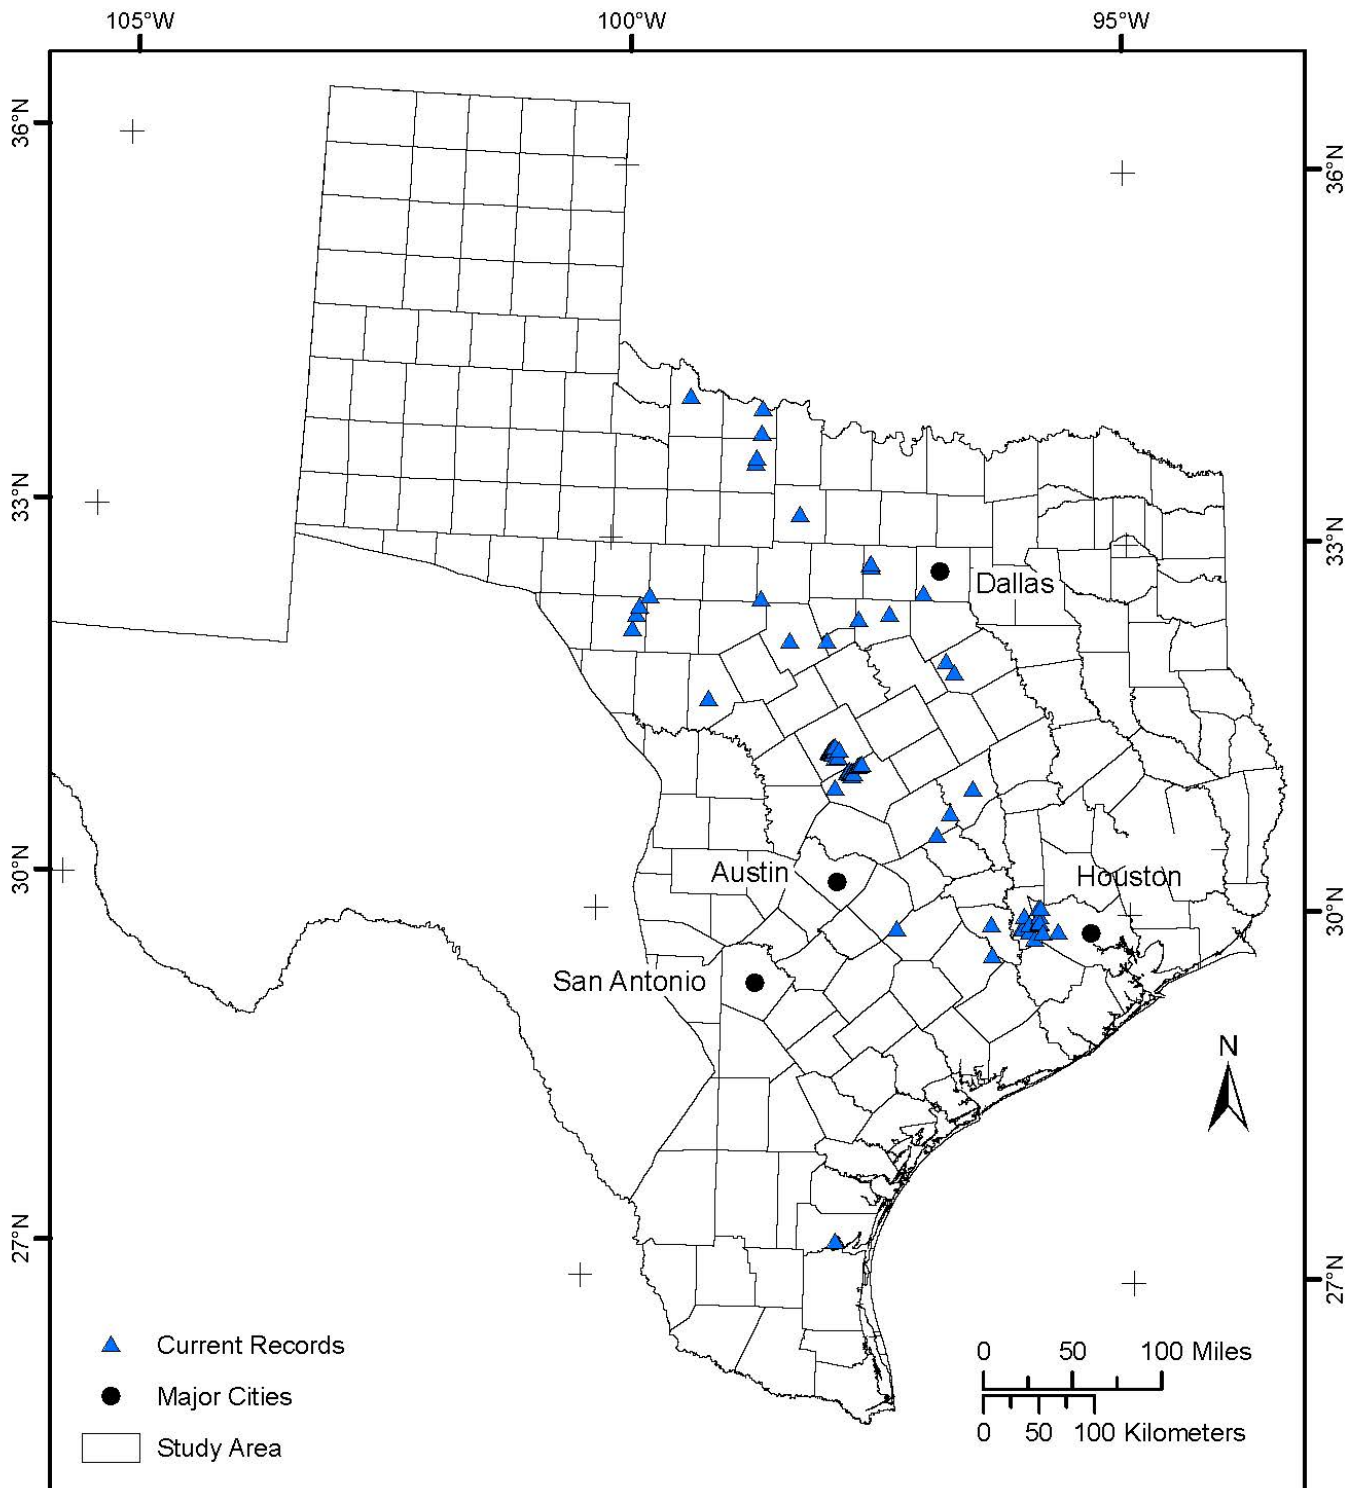 105°W 100°W 95°W
36°N
36°N
33°N
33°N
Dallas
30°N
Austin
Houston
30°N
San Antonio
N
27°N
27°N
Current Records
Major Cities
Study Area
0 50 100 Miles
0 50 100 Kilometers